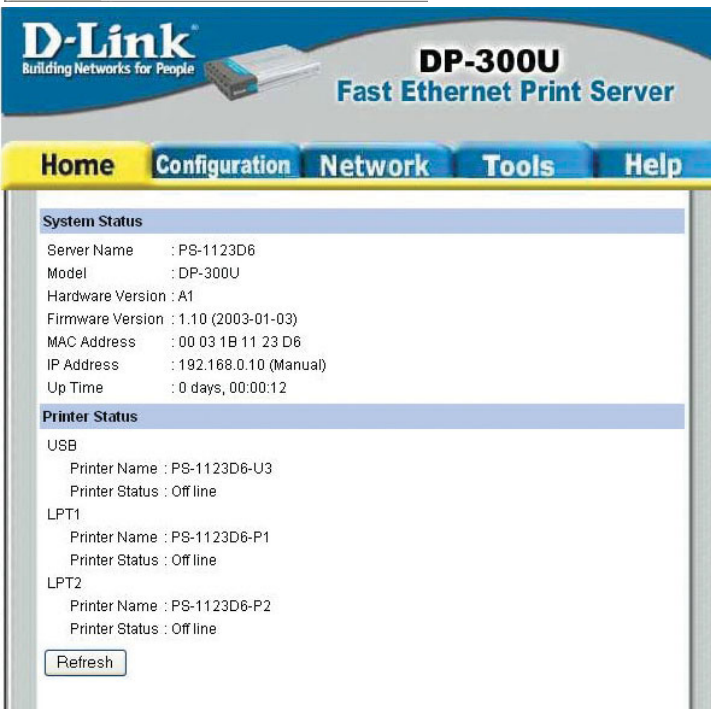 D-Link
Building Networks for People
DP-300U
Fast Ethernet Print Server
Home Configuration Network Tools Help
System Status
Server Name : PS-1123D6
Model : DP-300U
Hardware Version : A1
Firmware Version : 1.10 (2003-01-03)
MAC Address : 00 03 1B 11 23 D6
IP Address : 192.168.0.10 (Manual)
Up Time : 0 days, 00:00:12
Printer Status
USB
Printer Name : PS-1123D6-U3
Printer Status : Off line
LPT1
Printer Name : PS-1123D6-P1
Printer Status : Off line
LPT2
Printer Name : PS-1123D6-P2
Printer Status : Off line
Refresh